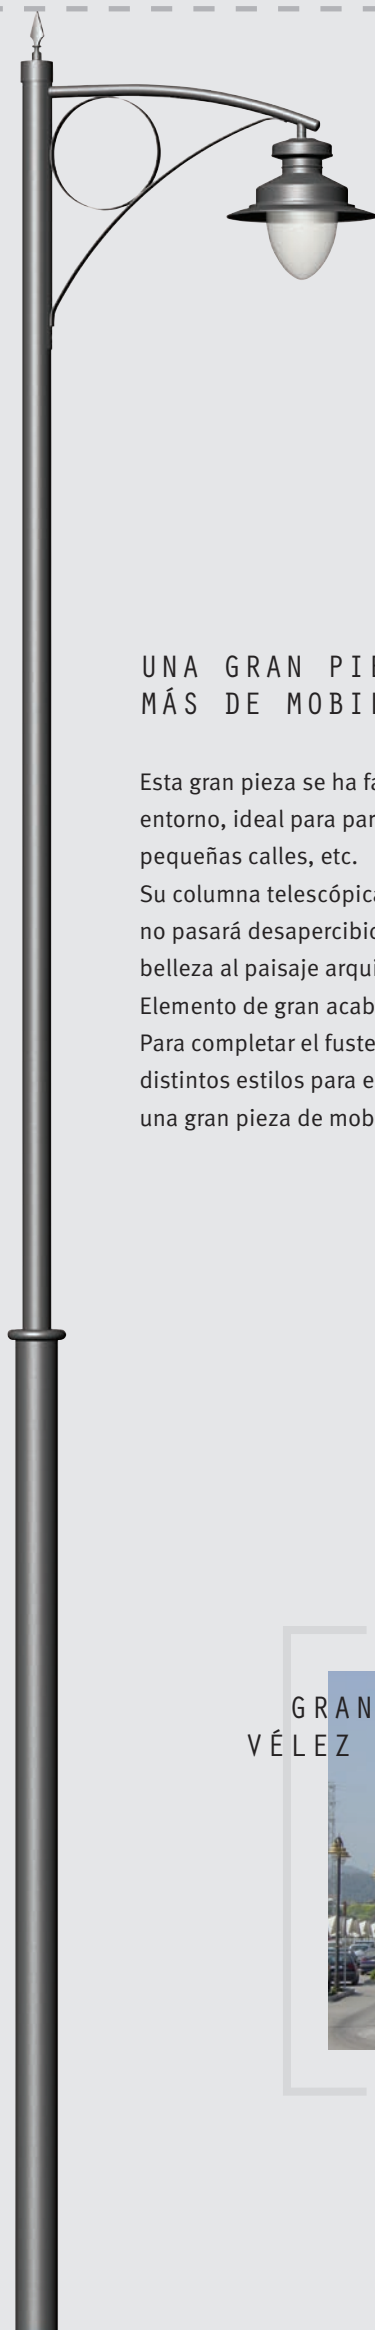 UNA GRAN PIE
MÁS DE MOBI
Esta gran pieza se ha fa
entorno, ideal para par
pequeñas calles, etc.
Su columna telescópica
no pasará desapercibid
belleza al paisaje arqui
Elemento de gran acab
Para completar el fuste
distintos estilos para e
una gran pieza de mob
GRAN
VÉLEZ